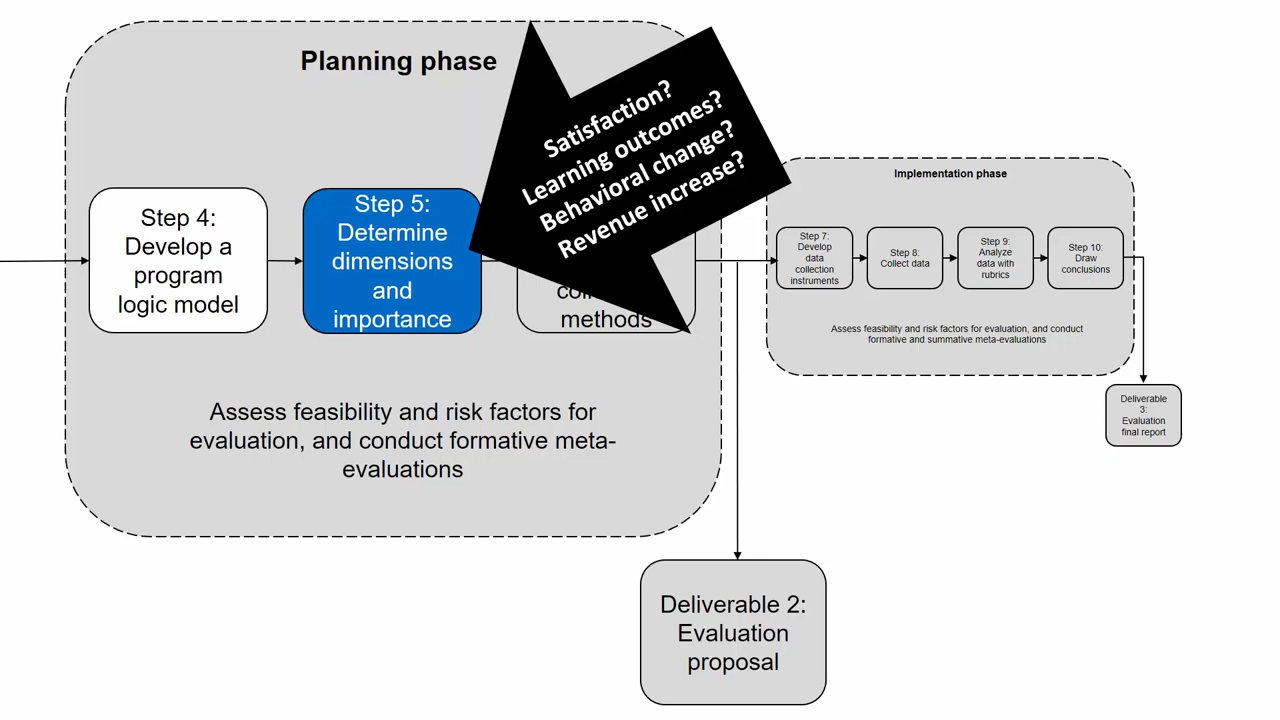 Planning phase
Satisfaction?
Learning outcomes?
Behavioral change?
Revenue increase?
Step 4:
Develop a
program
logic model
Step 5:
Determine
dimensions
and
importance
methods
Assess feasibility and risk factors for
evaluation, and conduct formative meta-
evaluations
Implementation phase
Step 7:
Develop
data
collection
instruments
Step 8:
Collect data
Step 9:
Analyze
data with
rubrics
Step 10:
Draw
conclusions
Assess feasibility and risk factors for evaluation, and conduct
formative and summative meta-evaluations
Deliverable
3:
Evaluation
final report
Deliverable 2:
Evaluation
proposal